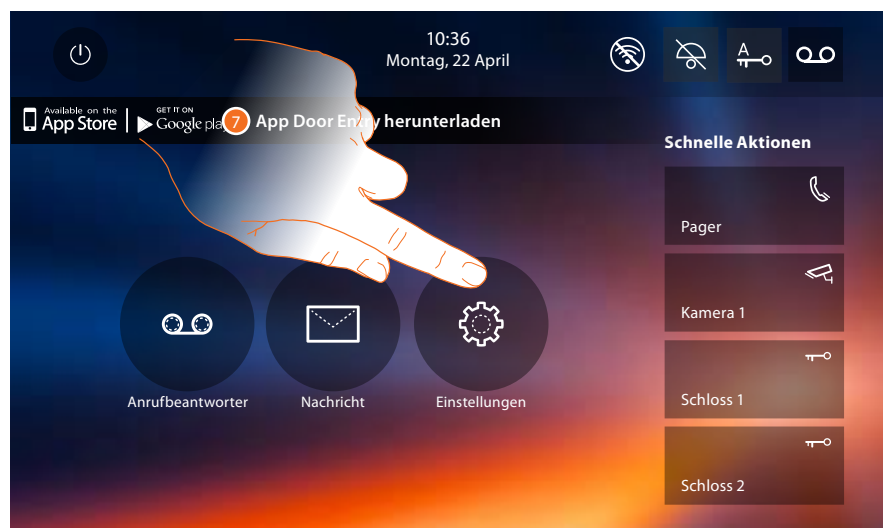 10:36
Montag, 22 April
A
Available on the
App Store
GET IT ON
Google pla
7
App Door Entry herunterladen
Schnelle Aktionen
Pager
Kamera 1
Schloss 1
Schloss 2
Anrufbeantworter
Nachricht
Einstellungen